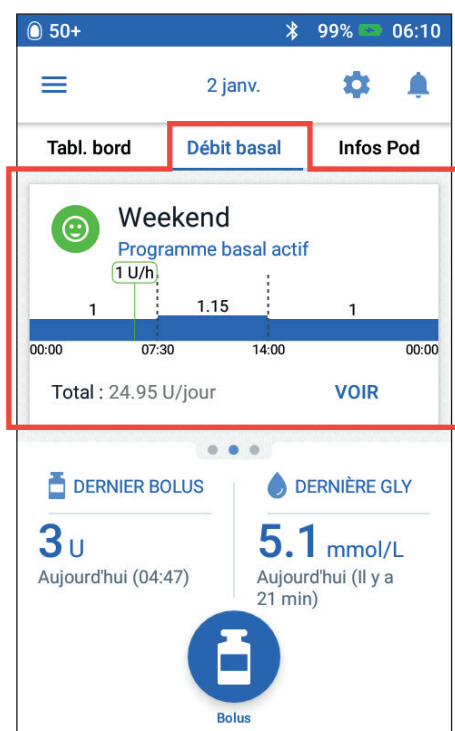 50+ 99% 06:10
2 janv.
Tabl. bord Débit basal Infos Pod
Weekend
Programme basal actif
1 U/h
1 1.15 1
00:00 07:30 14:00 00:00
Total : 24.95 U/jour VOIR
DERNIER BOLUS DERNIÈRE GLY
3 U 5.1 mmol/L
Aujourd'hui (04:47) Aujourd'hui (Il y a
21 min)
Bolus